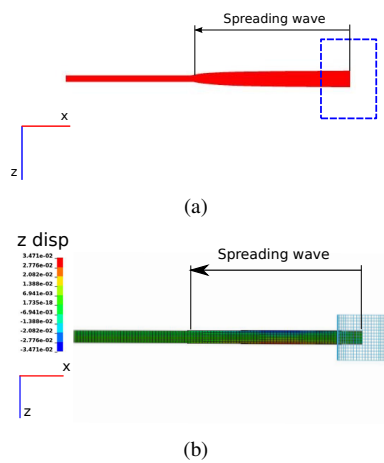 Spreading wave
x
z
(a)
z disp
Spreading wave
3.471e-02
2.776e-02
2.082e-02
1.388e-02
6.941e-03
1.735e-18
-6.941e-03
-1.388e-02
-2.082e-02
-2.776e-02
-3.471e-02
x
z
(b)